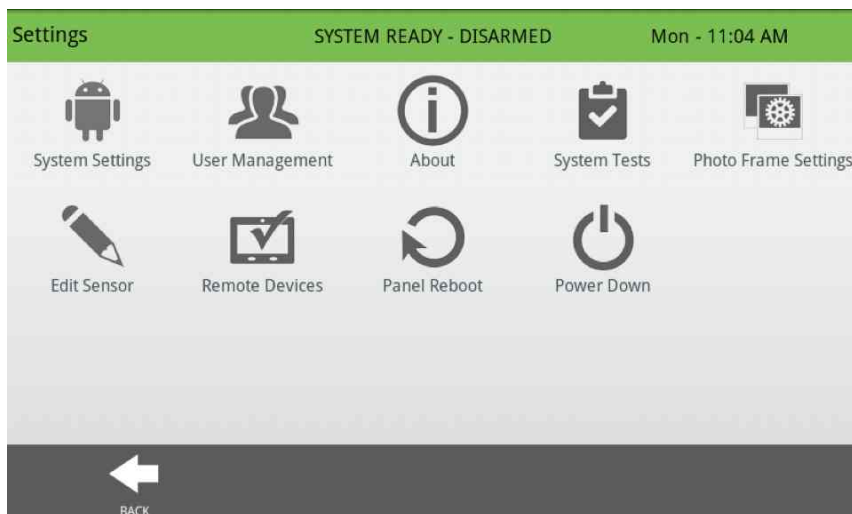 Settings SYSTEM READY - DISARMED Mon - 11:04 AM
System Settings User Management About System Tests Photo Frame Settings
Edit Sensor Remote Devices Panel Reboot Power Down
BACK